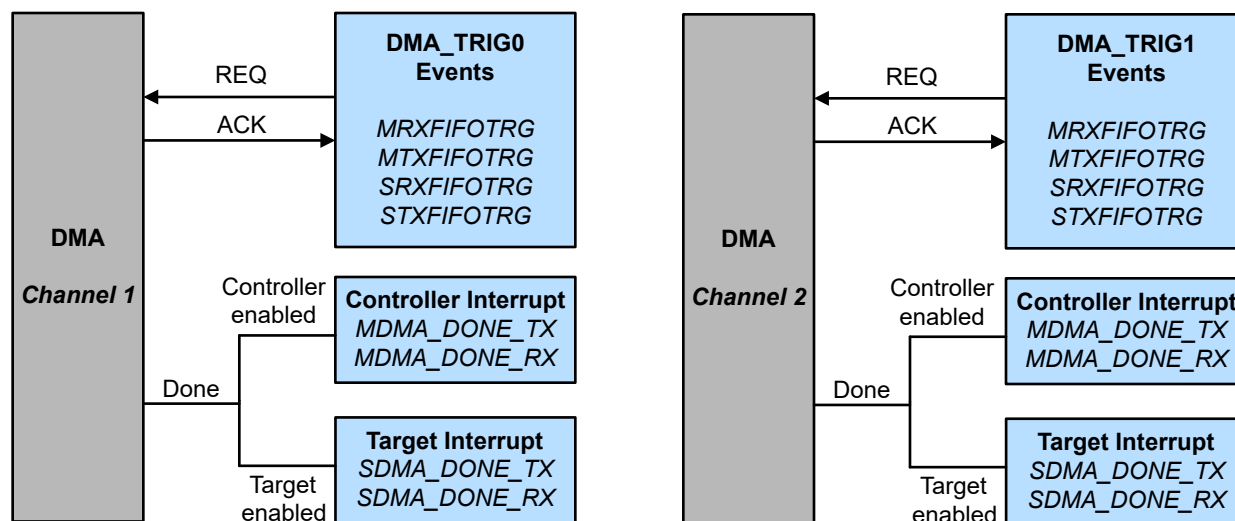 DMA_TRIG0
Events
REQ
ACK
MRXFIFOTRG
MTXFIFOTRG
SRXFIFOTRG
STXFIFOTRG
DMA
Channel 1
Controller
enabled
Controller Interrupt
MDMA_DONE_TX
MDMA_DONE_RX
Done
Target Interrupt
SDMA_DONE_TX
SDMA_DONE_RX
Target
enabled
DMA_TRIG1
Events
REQ
ACK
MRXFIFOTRG
MTXFIFOTRG
SRXFIFOTRG
STXFIFOTRG
DMA
Channel 2
Controller
enabled
Controller Interrupt
MDMA_DONE_TX
MDMA_DONE_RX
Done
Target Interrupt
SDMA_DONE_TX
SDMA_DONE_RX
Target
enabled